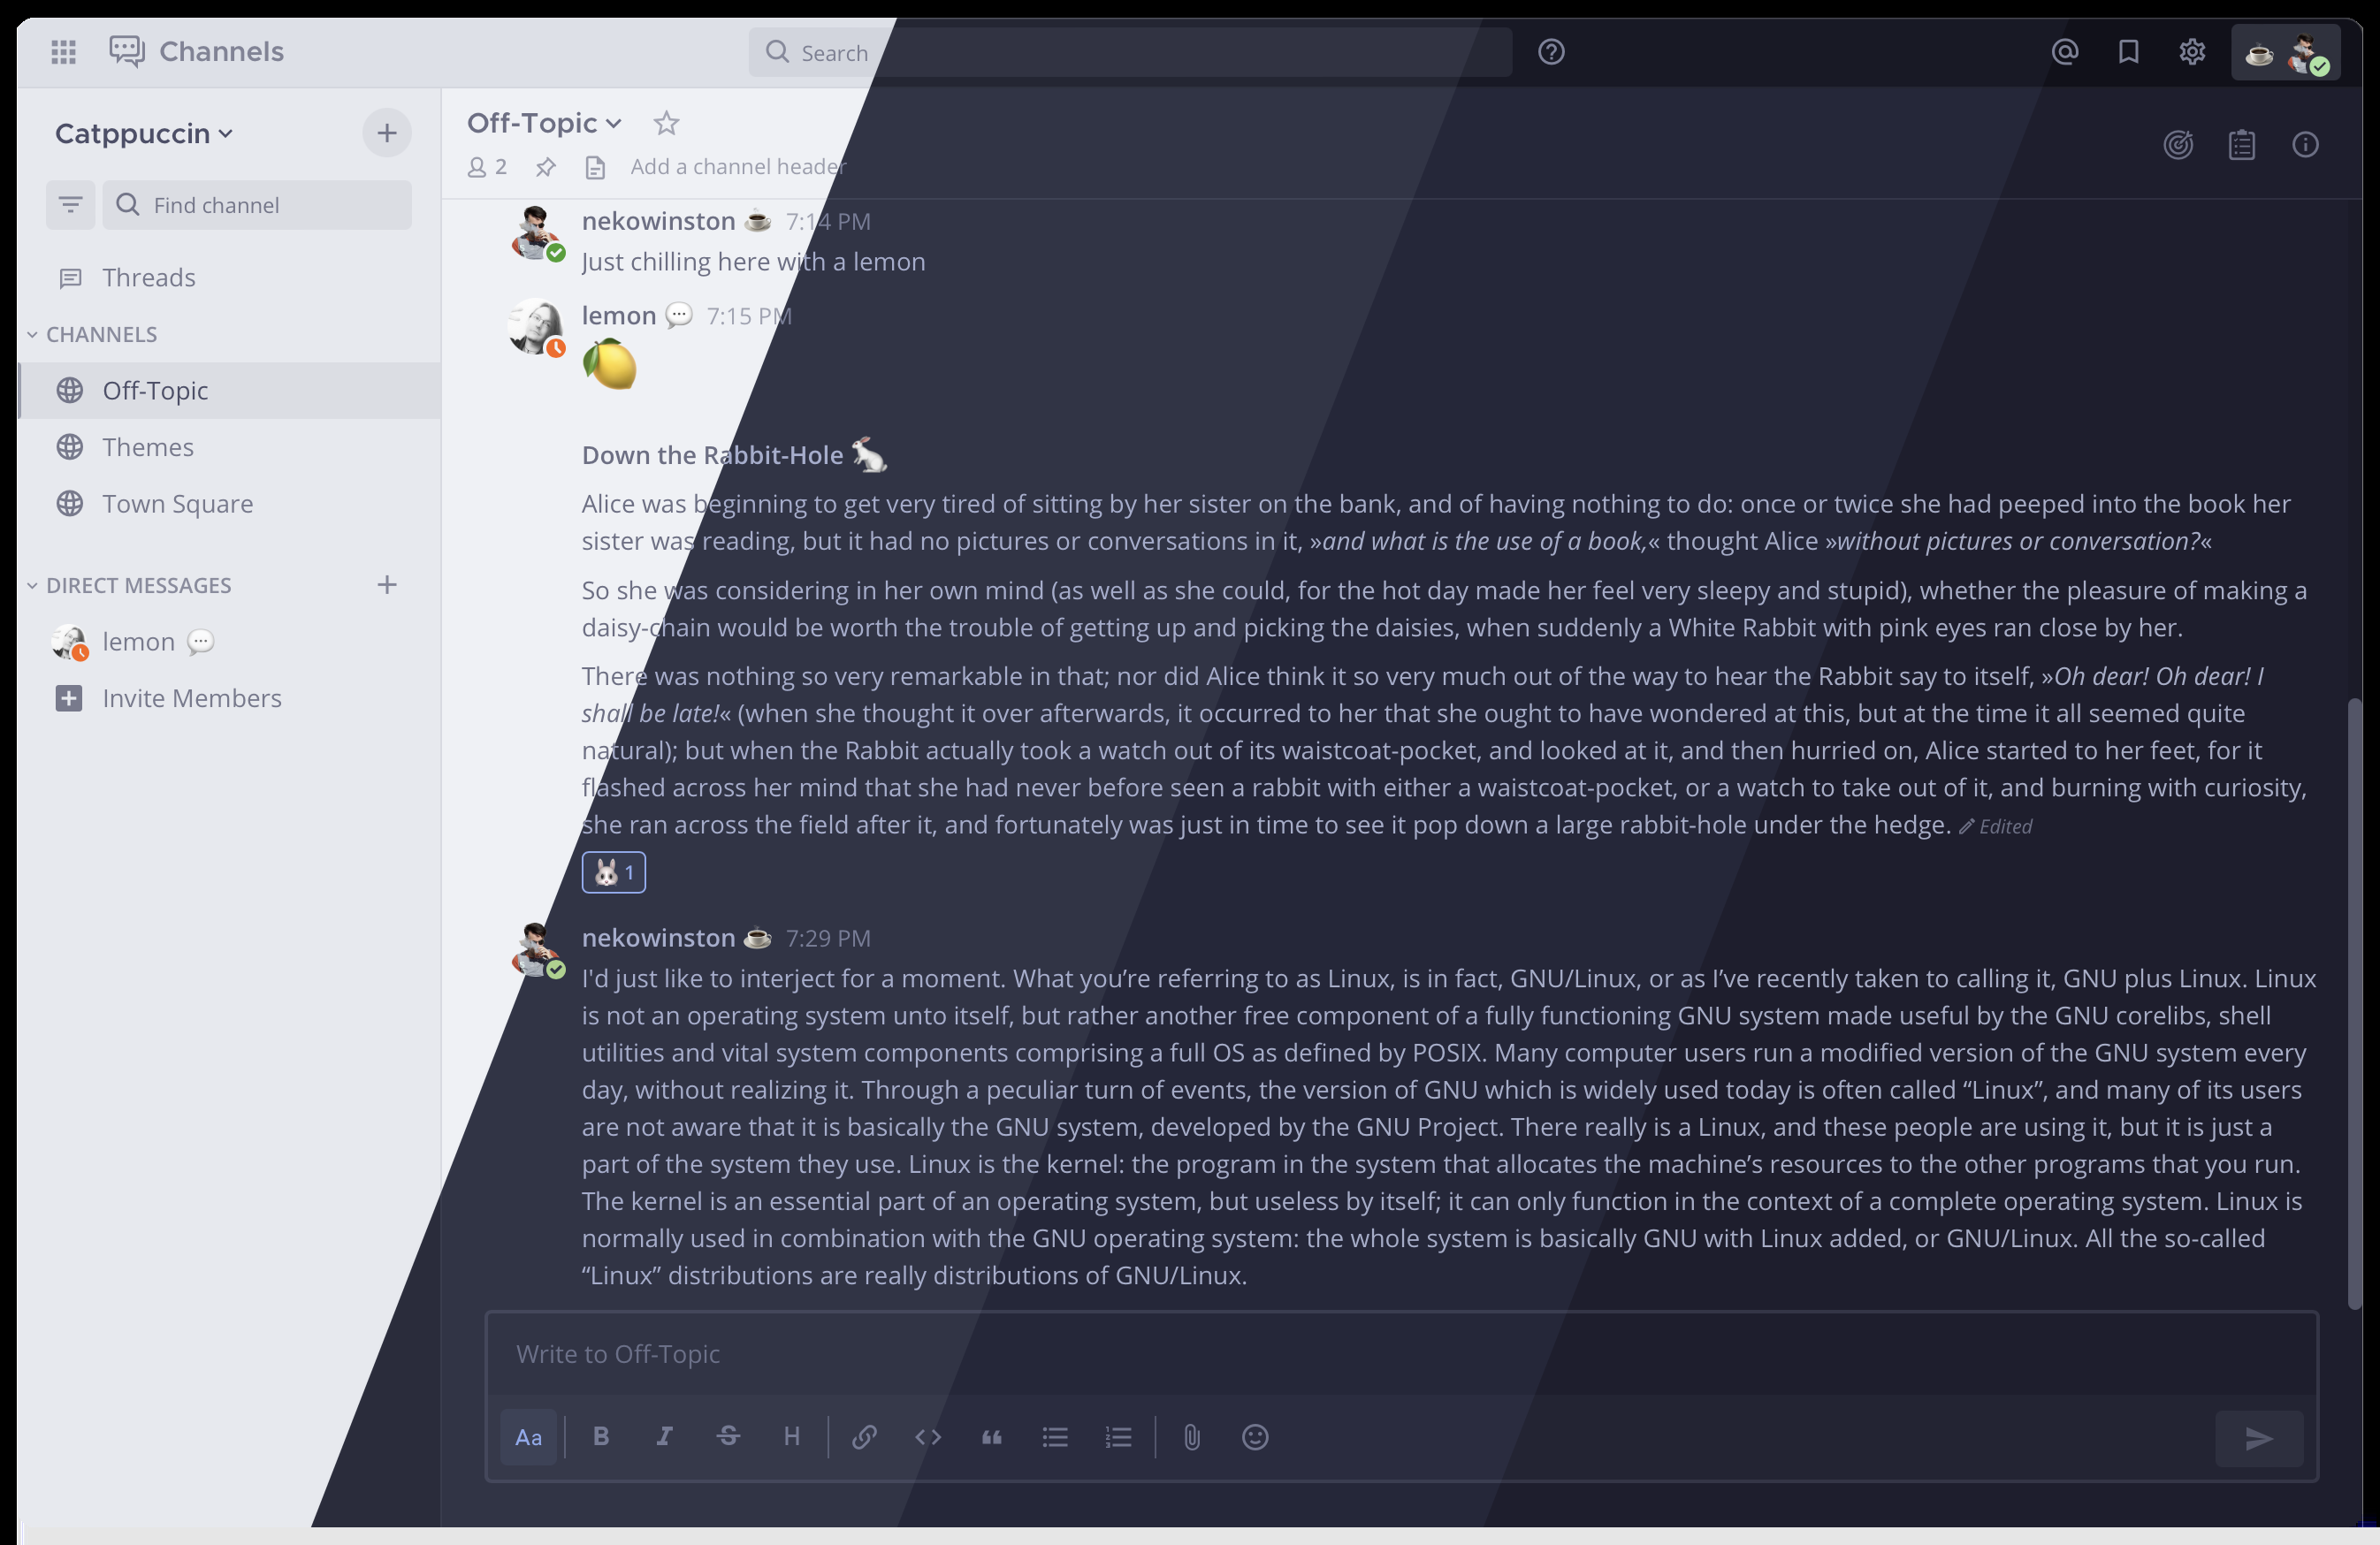 Channels
Search
Catppuccin
Find channel
Threads
CHANNELS
Off-Topic
Themes
Town Square
DIRECT MESSAGES
lemon
Invite Members
Off-Topic
2
Add a channel header
nekowinston 7:14 PM
Just chilling here with a lemon
lemon 7:15 PM
Down the Rabbit-Hole
Alice was beginning to get very tired of sitting by her sister on the bank, and of having nothing to do: once or twice she had peeped into the book her
sister was reading, but it had no pictures or conversations in it, »and what is the use of a book,« thought Alice »without pictures or conversation?«
So she was considering in her own mind (as well as she could, for the hot day made her feel very sleepy and stupid), whether the pleasure of making a
daisy-chain would be worth the trouble of getting up and picking the daisies, when suddenly a White Rabbit with pink eyes ran close by her.
There was nothing so very remarkable in that; nor did Alice think it so very much out of the way to hear the Rabbit say to itself, »Oh dear! Oh dear! I
shall be late!« (when she thought it over afterwards, it occurred to her that she ought to have wondered at this, but at the time it all seemed quite
natural); but when the Rabbit actually took a watch out of its waistcoat-pocket, and looked at it, and then hurried on, Alice started to her feet, for it
flashed across her mind that she had never before seen a rabbit with either a waistcoat-pocket, or a watch to take out of it, and burning with curiosity,
she ran across the field after it, and fortunately was just in time to see it pop down a large rabbit-hole under the hedge. Edited
1
nekowinston 7:29 PM
I'd just like to interject for a moment. What you’re referring to as Linux, is in fact, GNU/Linux, or as I’ve recently taken to calling it, GNU plus Linux. Linux
is not an operating system unto itself, but rather another free component of a fully functioning GNU system made useful by the GNU corelibs, shell
utilities and vital system components comprising a full OS as defined by POSIX. Many computer users run a modified version of the GNU system every
day, without realizing it. Through a peculiar turn of events, the version of GNU which is widely used today is often called “Linux”, and many of its users
are not aware that it is basically the GNU system, developed by the GNU Project. There really is a Linux, and these people are using it, but it is just a
part of the system they use. Linux is the kernel: the program in the system that allocates the machine’s resources to the other programs that you run.
The kernel is an essential part of an operating system, but useless by itself; it can only function in the context of a complete operating system. Linux is
normally used in combination with the GNU operating system: the whole system is basically GNU with Linux added, or GNU/Linux. All the so-called
“Linux” distributions are really distributions of GNU/Linux.
Write to Off-Topic
Aa B I S H